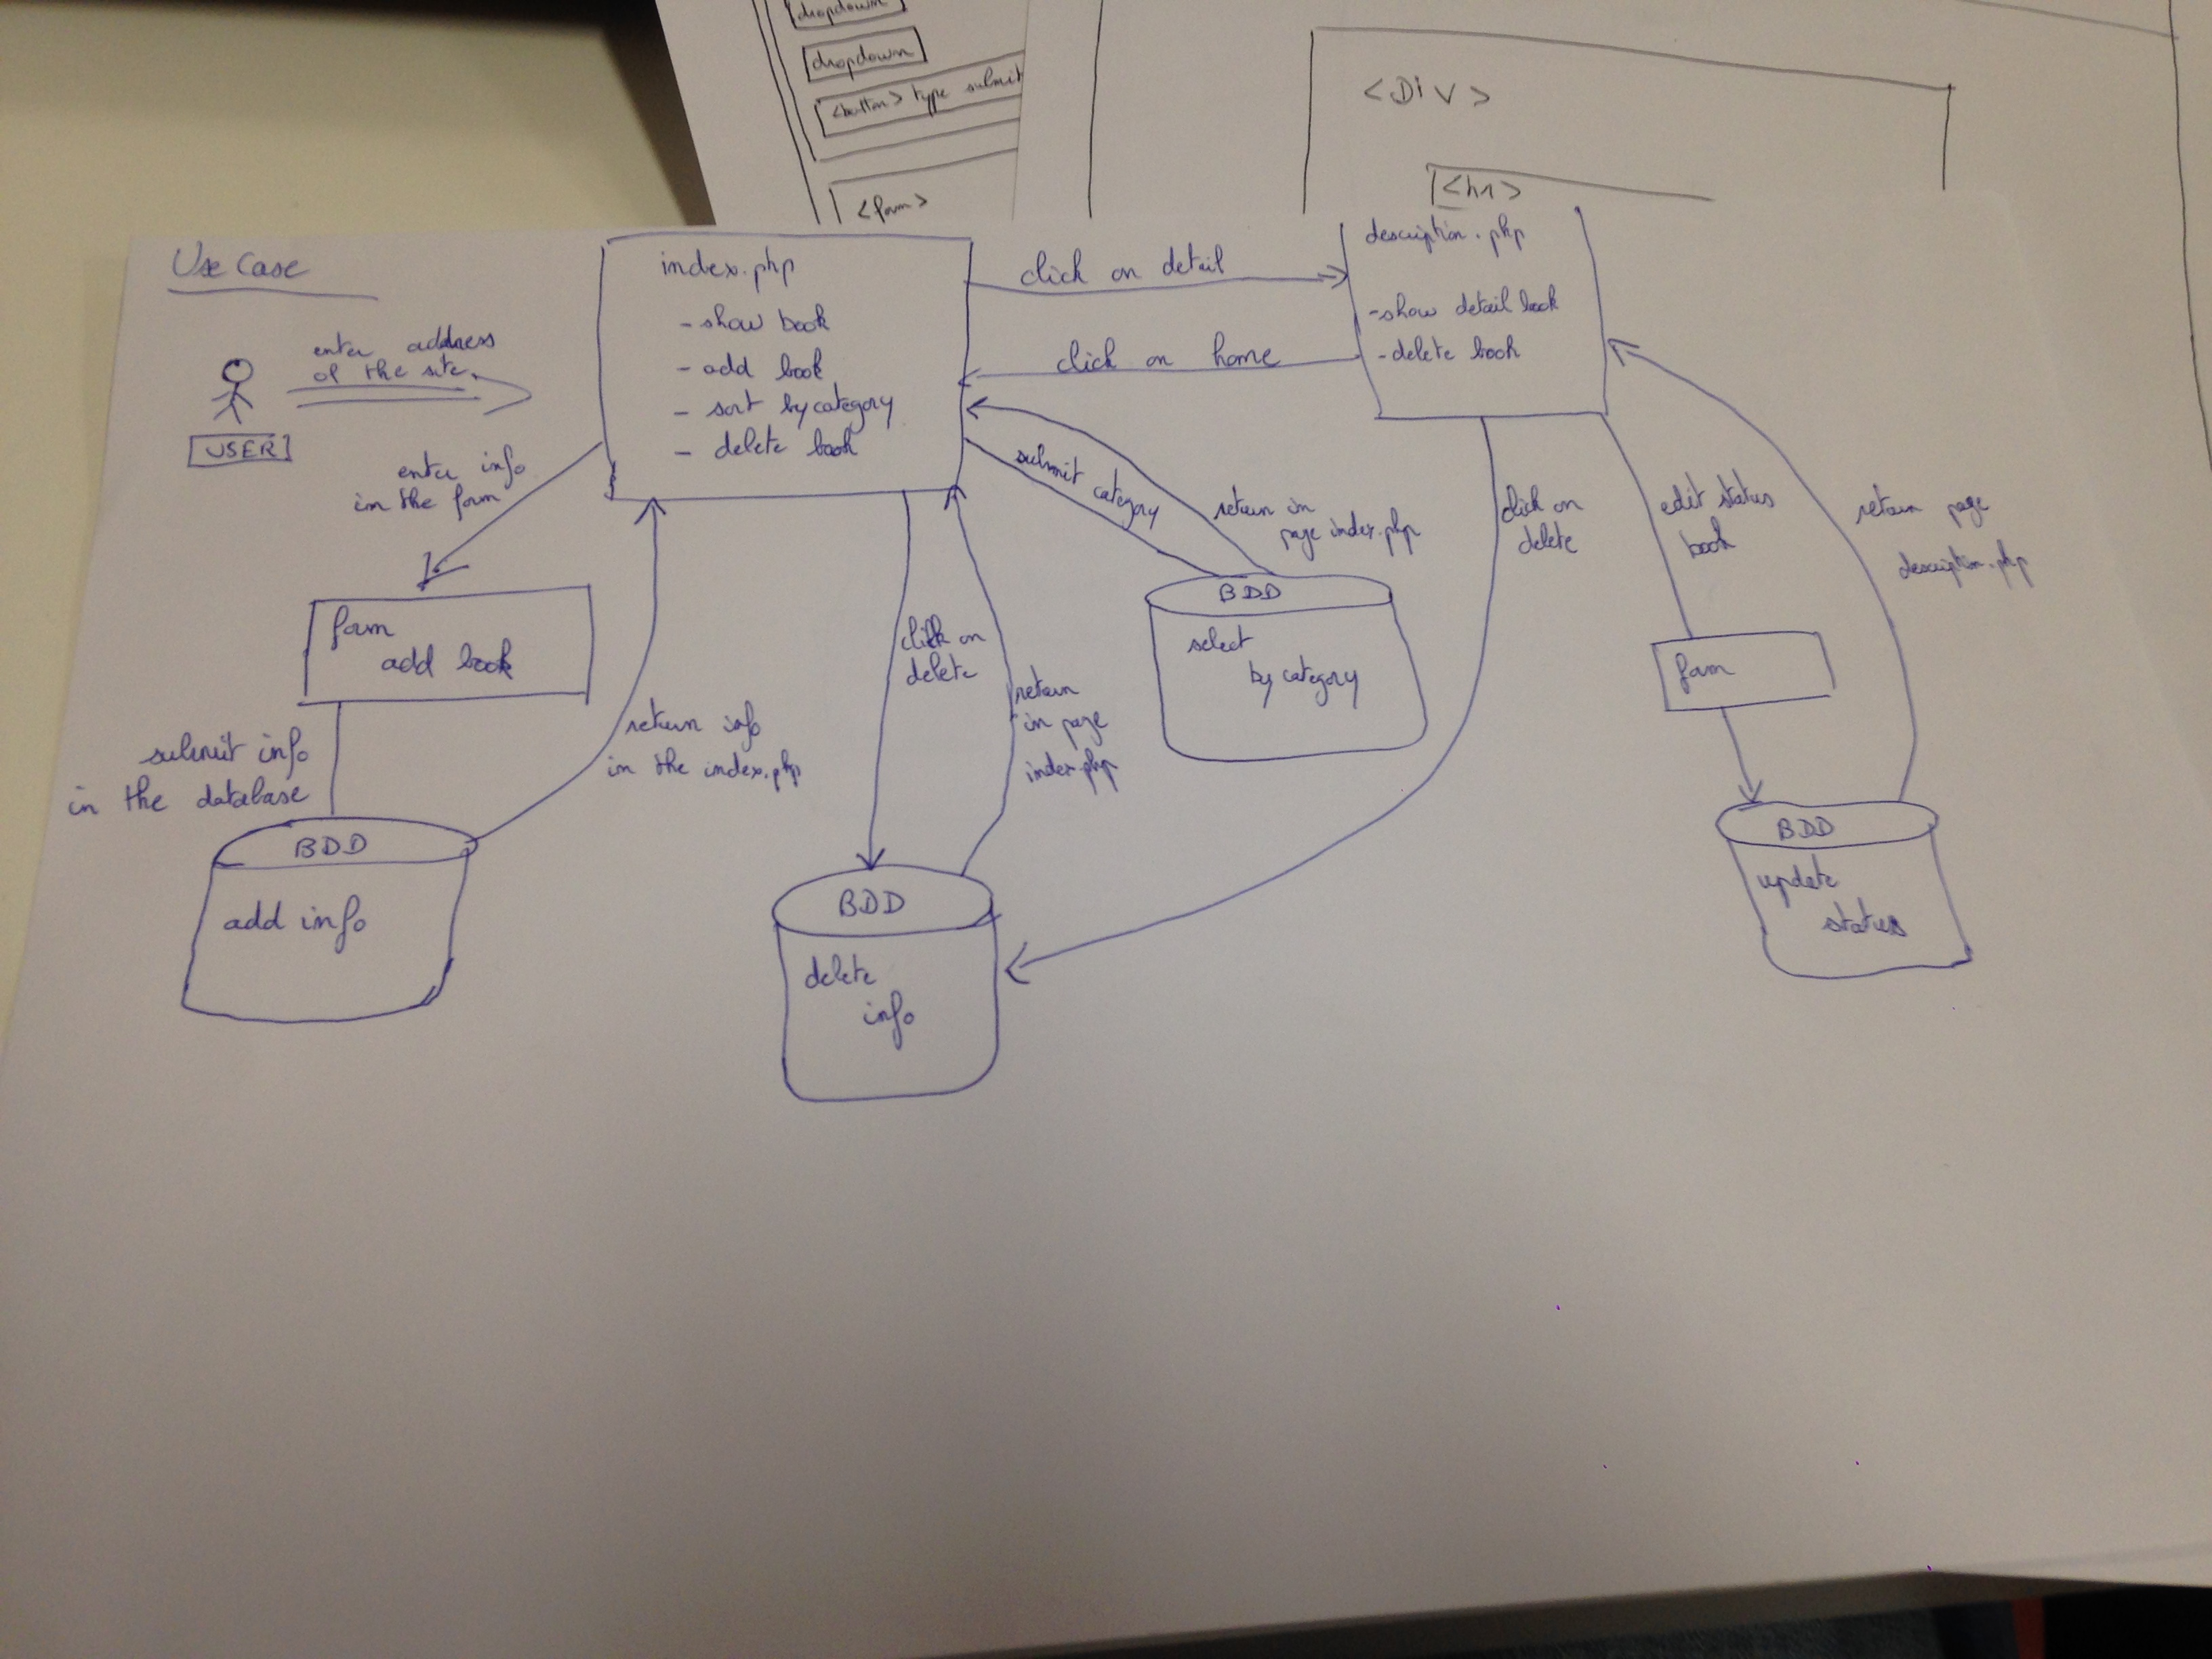 Use Case
USER
enter address
of the site
index.php
- show book
- add book
- sort by category
- delete book
click on detail
click on home
description.php
- show detail book
- delete book
enter info
in the form
form
add book
submit info
in the database
BDD
add info
return info
in the index.php
click on
delete
return
in page
index.php
BDD
delete
info
submit category
return in
page index.php
BDD
select
by category
click on
delete
edit status
book
form
BDD
update
status
return page
description.php
dropdown
dropdown
<button> type submit
<form>
<DIV>
<h1>